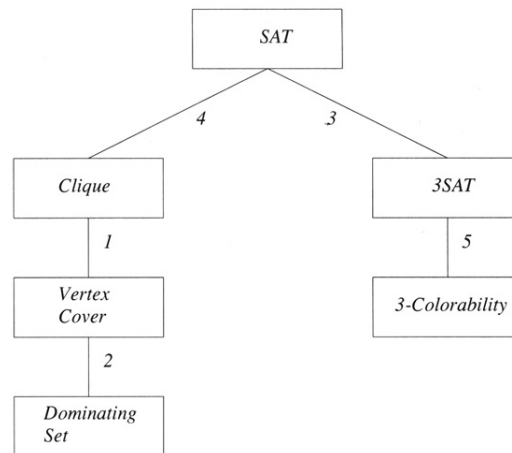 SAT
4
3
Clique
3SAT
1
5
Vertex
Cover
3-Colorability
2
Dominating
Set